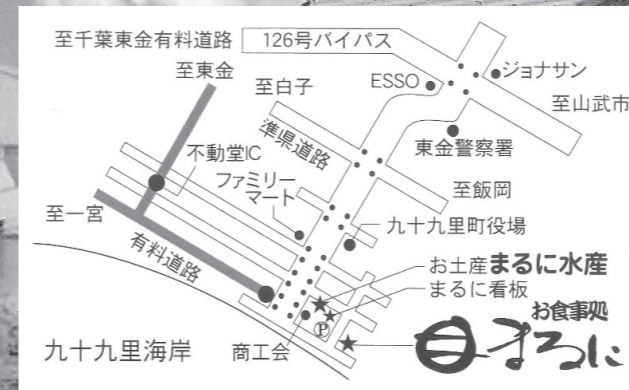 至千葉東金有料道路
126号バイパス
ジョナサン
至東金
至白子
ESSO
至山武市
準県道路
東金警察署
不動堂IC
ファミリー
マート
至飯岡
至一宮
九十九里町役場
有料道路
お土産まるに水産
まるに看板
P
お食事処
まるに
九十九里海岸
商工会